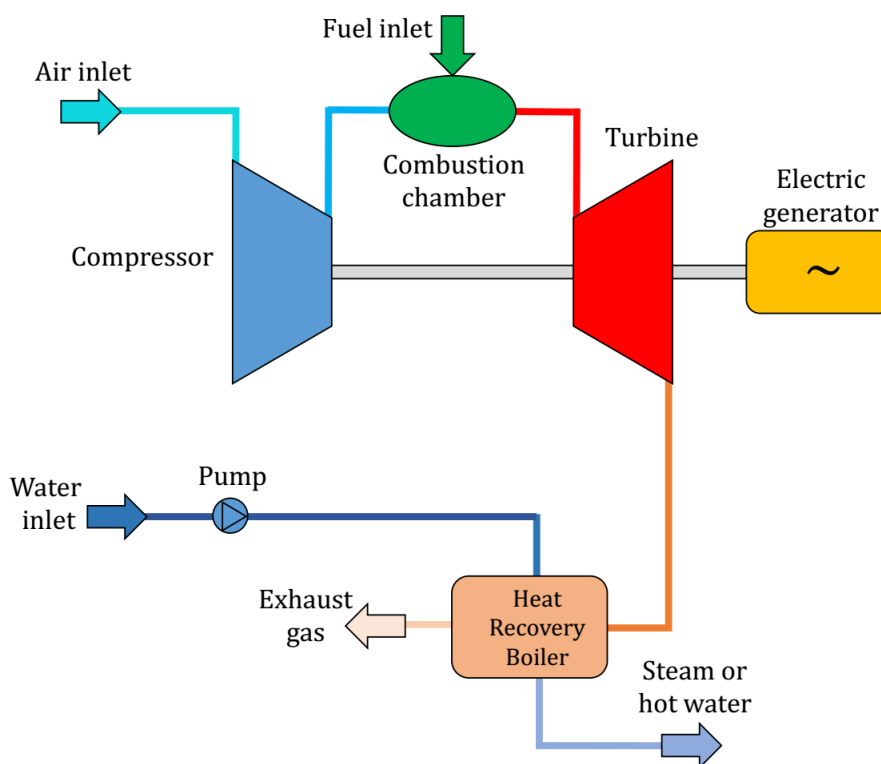 Fuel inlet
Air inlet
Combustion
chamber
Turbine
Electric
generator
~
Compressor
Pump
Water
inlet
Exhaust
gas
Heat
Recovery
Boiler
Steam or
hot water